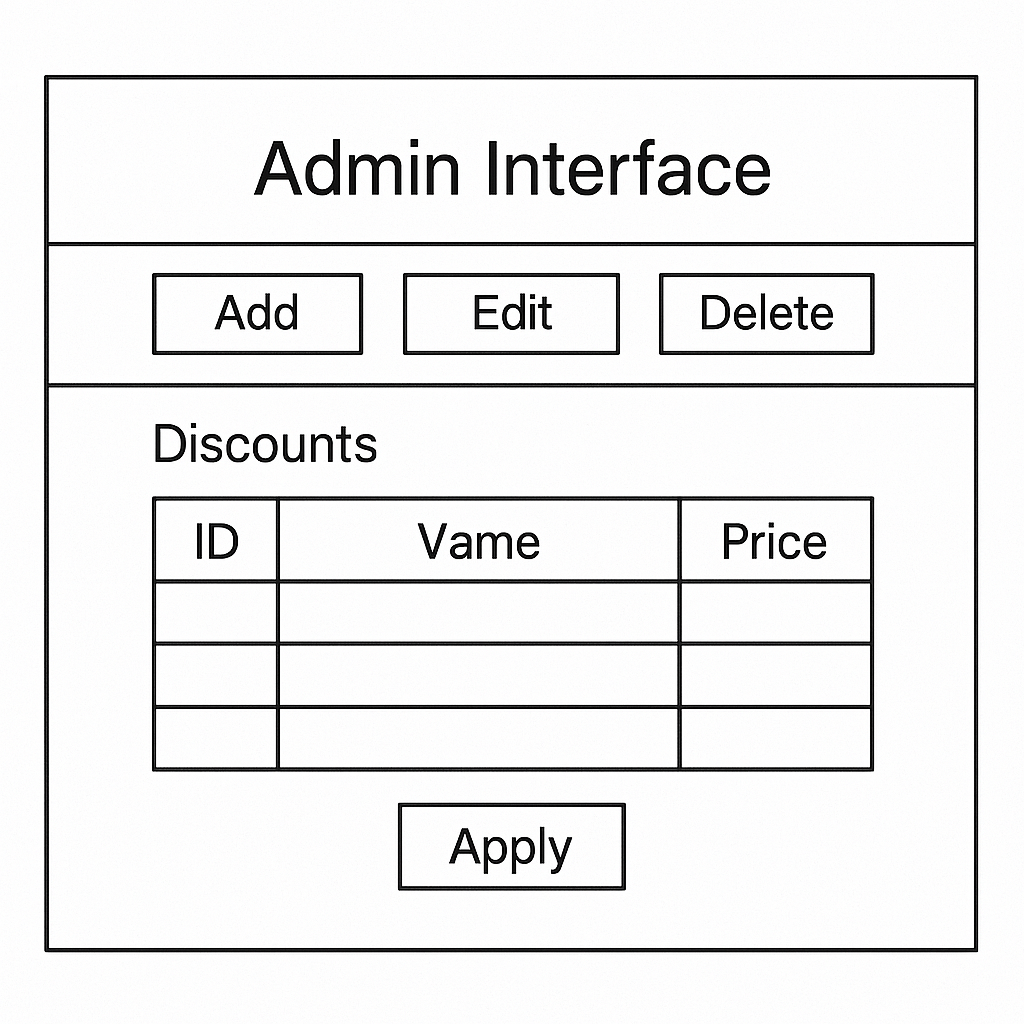 Admin Interface
Add Edit Delete
Discounts
ID Vame Price
Apply